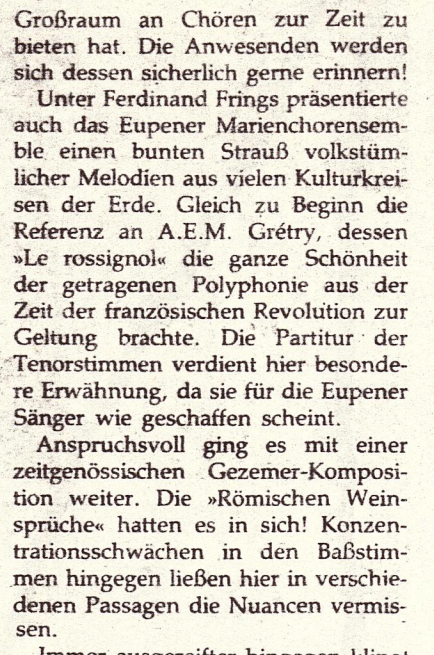 Großraum an Chören zur Zeit zu
bieten hat. Die Anwesenden werden
sich dessen sicherlich gerne erinnern!
Unter Ferdinand Frings präsentierte
auch das Eupener Marienchorensem-
ble einen bunten Strauß volkstüm-
licher Melodien aus vielen Kulturkrei-
sen der Erde. Gleich zu Beginn die
Referenz an A.E.M. Grétry, dessen
»Le rossignol« die ganze Schönheit
der getragenen Polyphonie aus der
Zeit der französischen Revolution zur
Geltung brachte. Die Partitur der
Tenorstimmen verdient hier besonde-
re Erwähnung, da sie für die Eupener
Sänger wie geschaffen scheint.
Anspruchsvoll ging es mit einer
zeitgenössischen Gezemer-Komposi-
tion weiter. Die »Römischen Wein-
sprüche« hatten es in sich! Konzen-
trationsschwächen in den Baßstim-
men hingegen ließen hier in verschie-
denen Passagen die Nuancen vermis-
sen.
Immer ausgereifter hingegen klingt